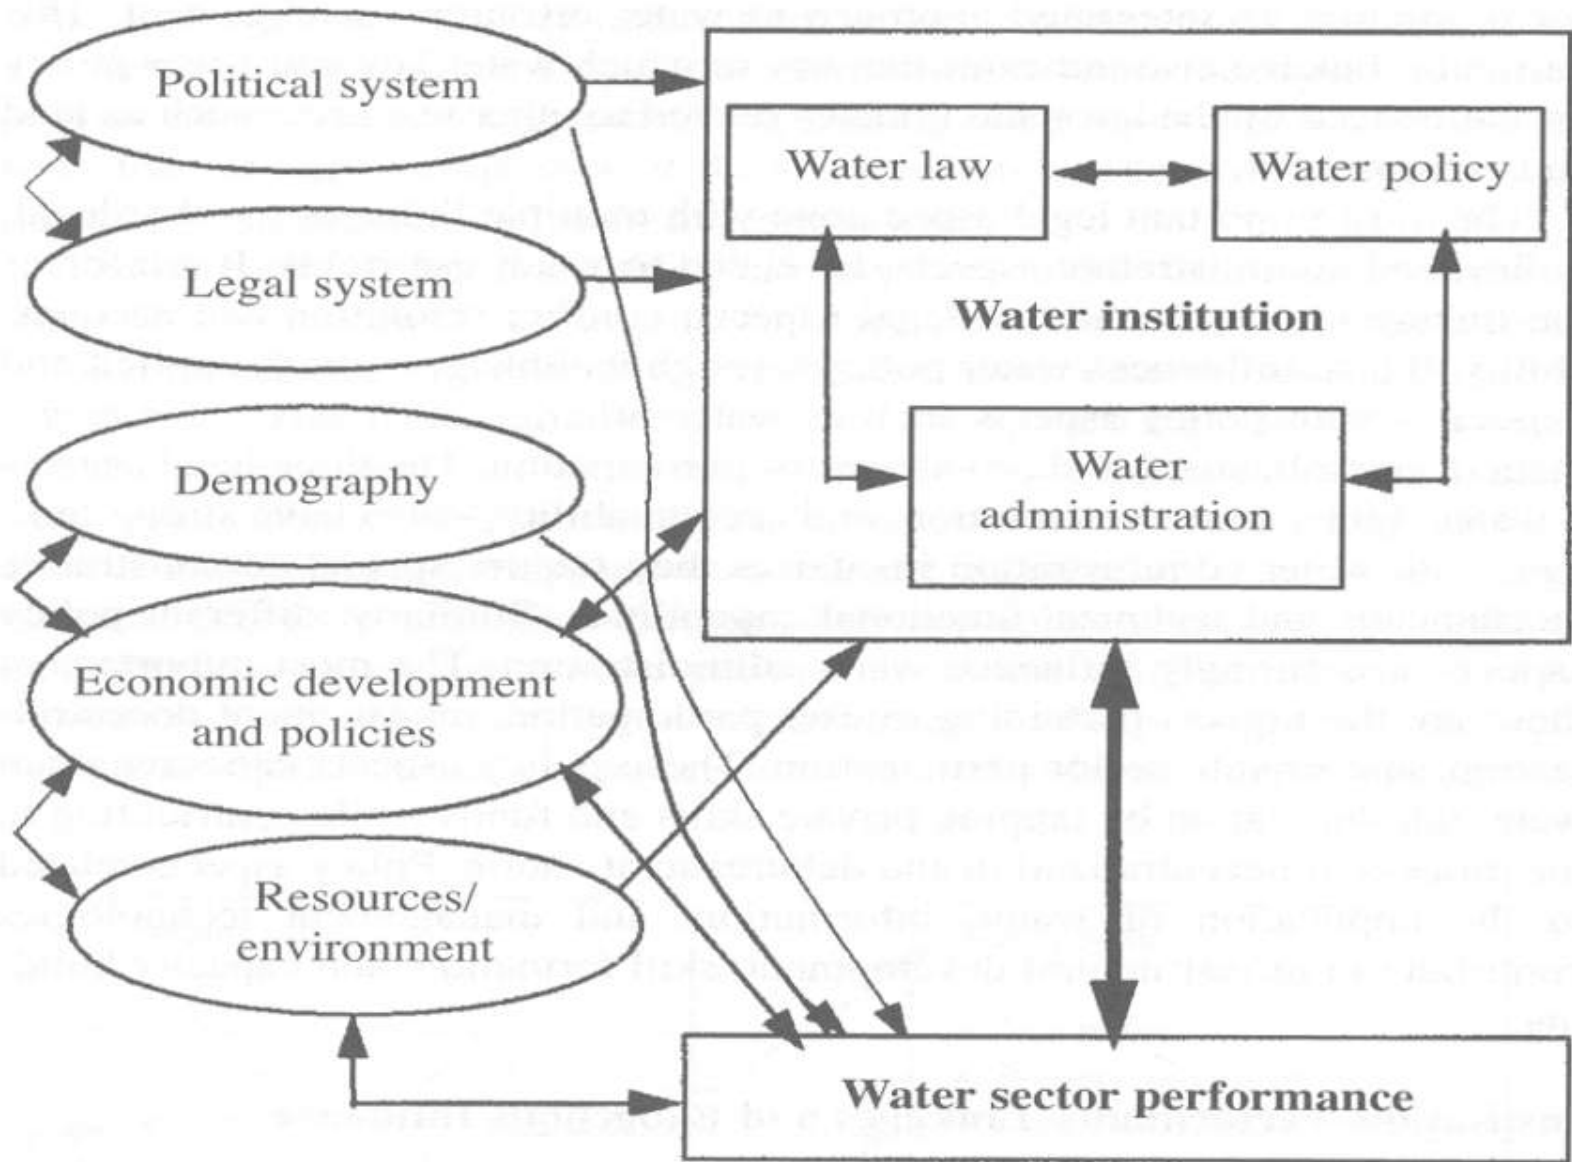 Political system
Legal system
Demography
Economic development
and policies
Resources/
environment
Water law
Water policy
Water institution
Water
administration
Water sector performance